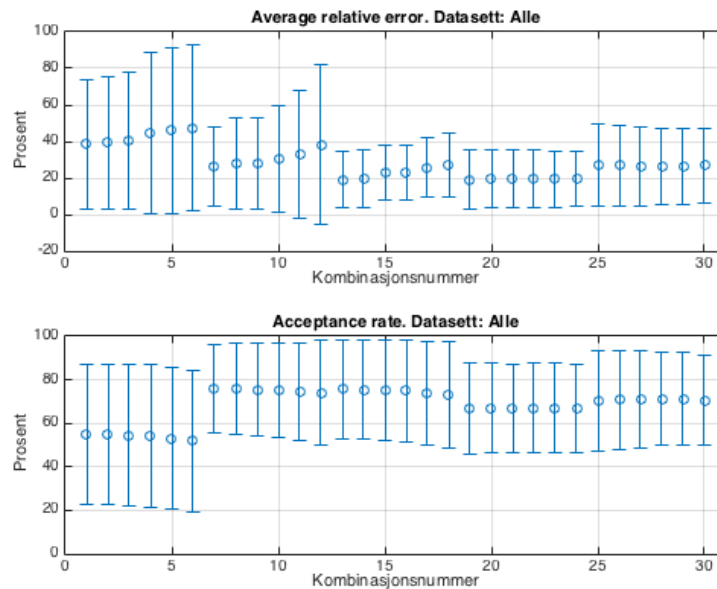 Average relative error. Datasett: Alle
Prosent
100
80
60
40
20
0
-20
0 5 10 15 20 25 30
Kombinasjonsnummer
Acceptance rate. Datasett: Alle
Prosent
100
80
60
40
20
0
0 5 10 15 20 25 30
Kombinasjonsnummer